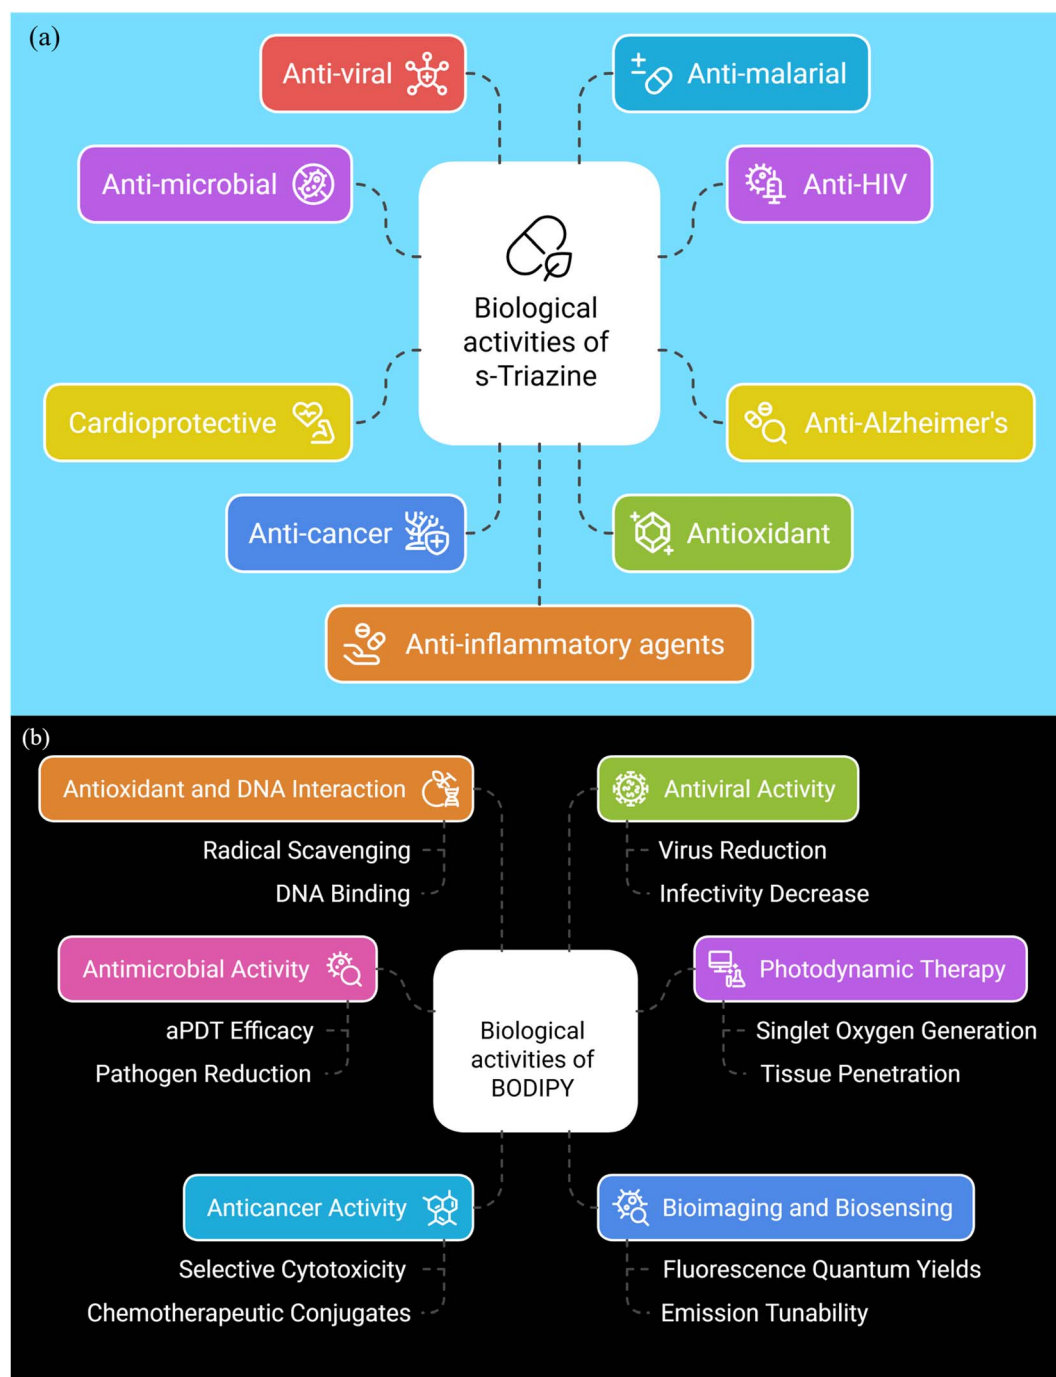 (a)
Anti-viral
Anti-malarial
Anti-microbial
Anti-HIV
Biological
activities of
s-Triazine
Cardioprotective
Anti-Alzheimer's
Anti-cancer
Antioxidant
Anti-inflammatory agents
(b)
Antioxidant and DNA Interaction
Radical Scavenging
DNA Binding
Antiviral Activity
Virus Reduction
Infectivity Decrease
Antimicrobial Activity
aPDT Efficacy
Pathogen Reduction
Photodynamic Therapy
Singlet Oxygen Generation
Tissue Penetration
Biological
activities of
BODIPY
Anticancer Activity
Selective Cytotoxicity
Chemotherapeutic Conjugates
Bioimaging and Biosensing
Fluorescence Quantum Yields
Emission Tunability